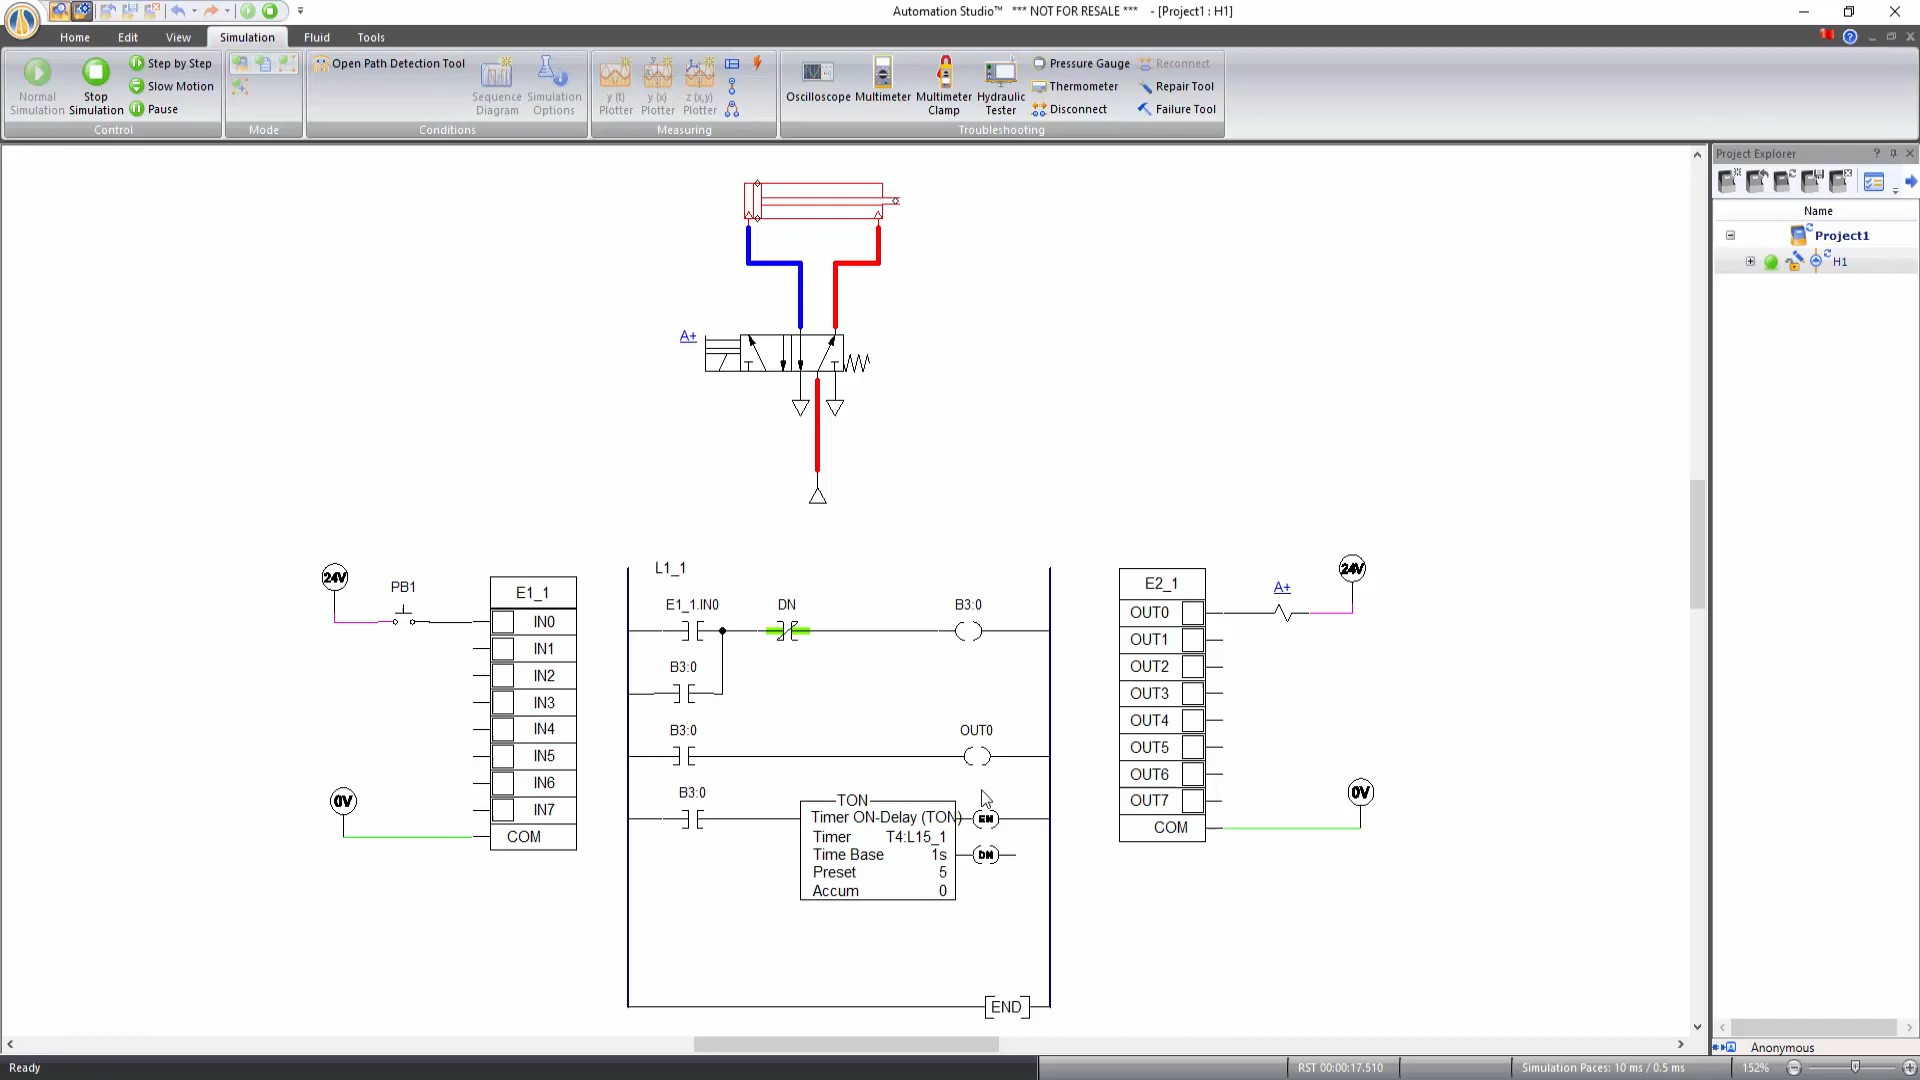 Automation Studio™ *** NOT FOR RESALE *** - [Project1 : H1]
Home Edit View Simulation Fluid Tools
Normal Simulation
Stop Simulation
Step by Step
Slow Motion
Pause
Control
Mode
Open Path Detection Tool
Sequence Diagram
Simulation Options
Conditions
y (t) Plotter
y (x) Plotter
z (x,y) Plotter
Measuring
Oscilloscope
Multimeter
Multimeter Clamp
Hydraulic Tester
Pressure Gauge
Thermometer
Disconnect
Reconnect
Repair Tool
Failure Tool
Troubleshooting
Project Explorer
Name
Project1
H1
A+
24V
PB1
E1_1
IN0
IN1
IN2
IN3
IN4
IN5
IN6
IN7
COM
0V
L1_1
E1_1.IN0 DN B3:0
B3:0
B3:0 OUT0
B3:0
TON
Timer ON-Delay (TON) EN
Timer T4:L15_1
Time Base 1s DN
Preset 5
Accum 0
END
E2_1
OUT0
OUT1
OUT2
OUT3
OUT4
OUT5
OUT6
OUT7
COM
A+
24V
0V
Anonymous
Ready
RST 00:00:17.510
Simulation Paces: 10 ms / 0.5 ms
152%